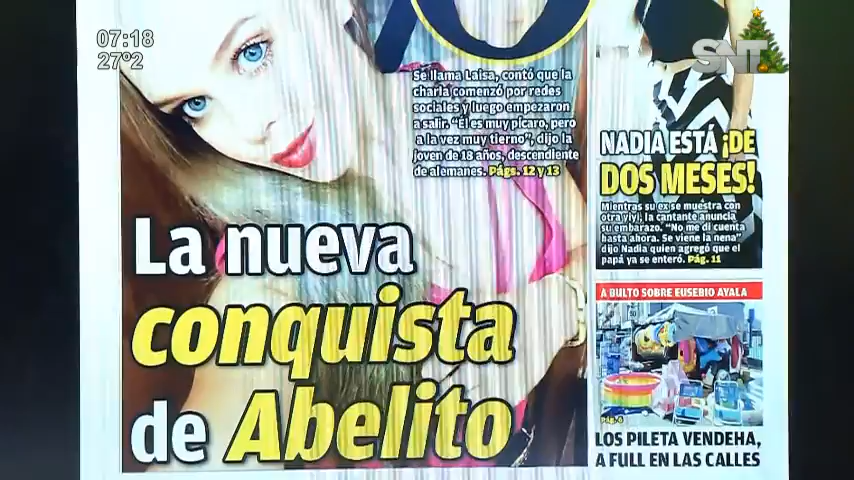 07:18
27º2
SNT
Se llama Laisa, contó que la
charla comenzó por redes
sociales y luego empezaron
a salir. “Él es muy pícaro, pero
a la vez muy tierno”, dijo la
joven de 18 años, descendiente
de alemanes. Págs. 12 y 13
La nueva
conquista
de Abelito
NADIA ESTÁ ¡DE
DOS MESES!
Mientras su ex se muestra con
otra yiyi, la cantante anuncia
su embarazo. “No me di cuenta
hasta ahora. Se viene la nena”
dijo Nadia quien agregó que el
papá ya se enteró. Pág. 11
A BULTO SOBRE EUSEBIO AYALA
Pág. 6
LOS PILETA VENDEHA,
A FULL EN LAS CALLES